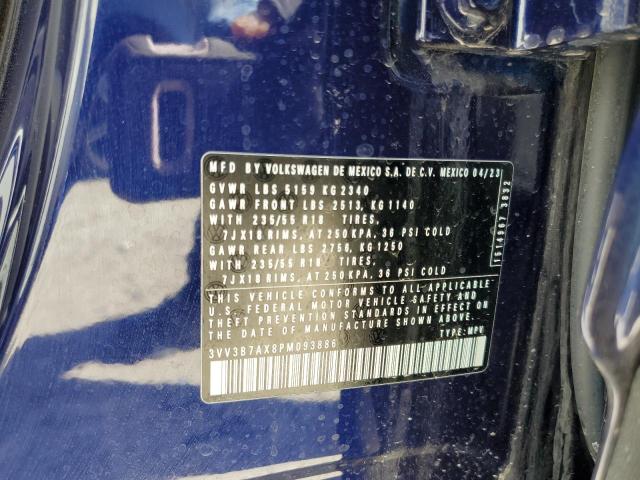 MFD BY VOLKSWAGEN DE MEXICO S.A. DE C.V. MEXICO 04/23
GVWR LBS 5159 KG 2340
GAWR FRONT LBS 2513, KG 1140
WITH 235/55 R18 TIRES,
7JX18 RIMS, AT 250 KPA, 36 PSI COLD
GAWR REAR LBS 2756, KG 1250
WITH 235/55 R18 TIRES,
7JX18 RIMS, AT 250KPA, 36 PSI COLD
THIS VEHICLE CONFORMS TO ALL APPLICABLE
U.S. FEDERAL MOTOR VEHICLE SAFETY AND
THEFT PREVENTION STANDARDS IN EFFECT ON
THE DATE OF MANUFACTURE SHOWN ABOVE.
3VV3B7AX8PM093886 TYPE: MPV
1514967 3832